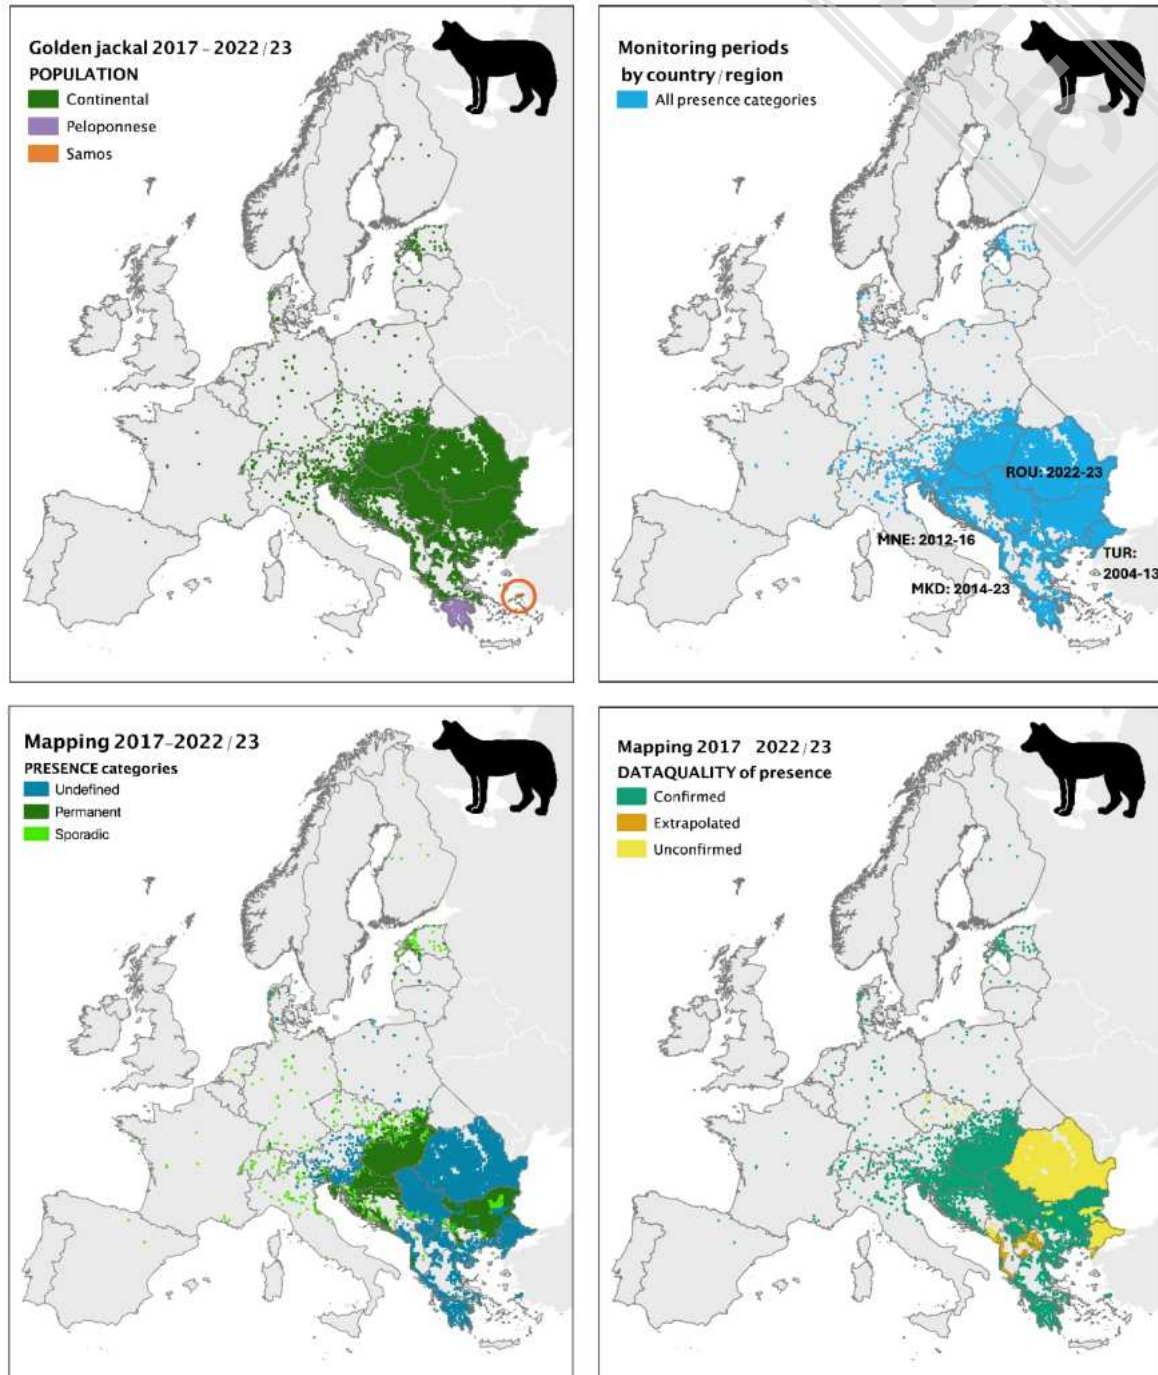 Golden jackal 2017 - 2022/23
POPULATION
Continental
Peloponnese
Samos
Monitoring periods
by country/region
All presence categories
ROU: 2022-23
MNE: 2012-16
TUR:
2004-13
MKD: 2014-23
Mapping 2017-2022/23
PRESENCE categories
Undefined
Permanent
Sporadic
Mapping 2017 2022/23
DATAQUALITY of presence
Confirmed
Extrapolated
Unconfirmed